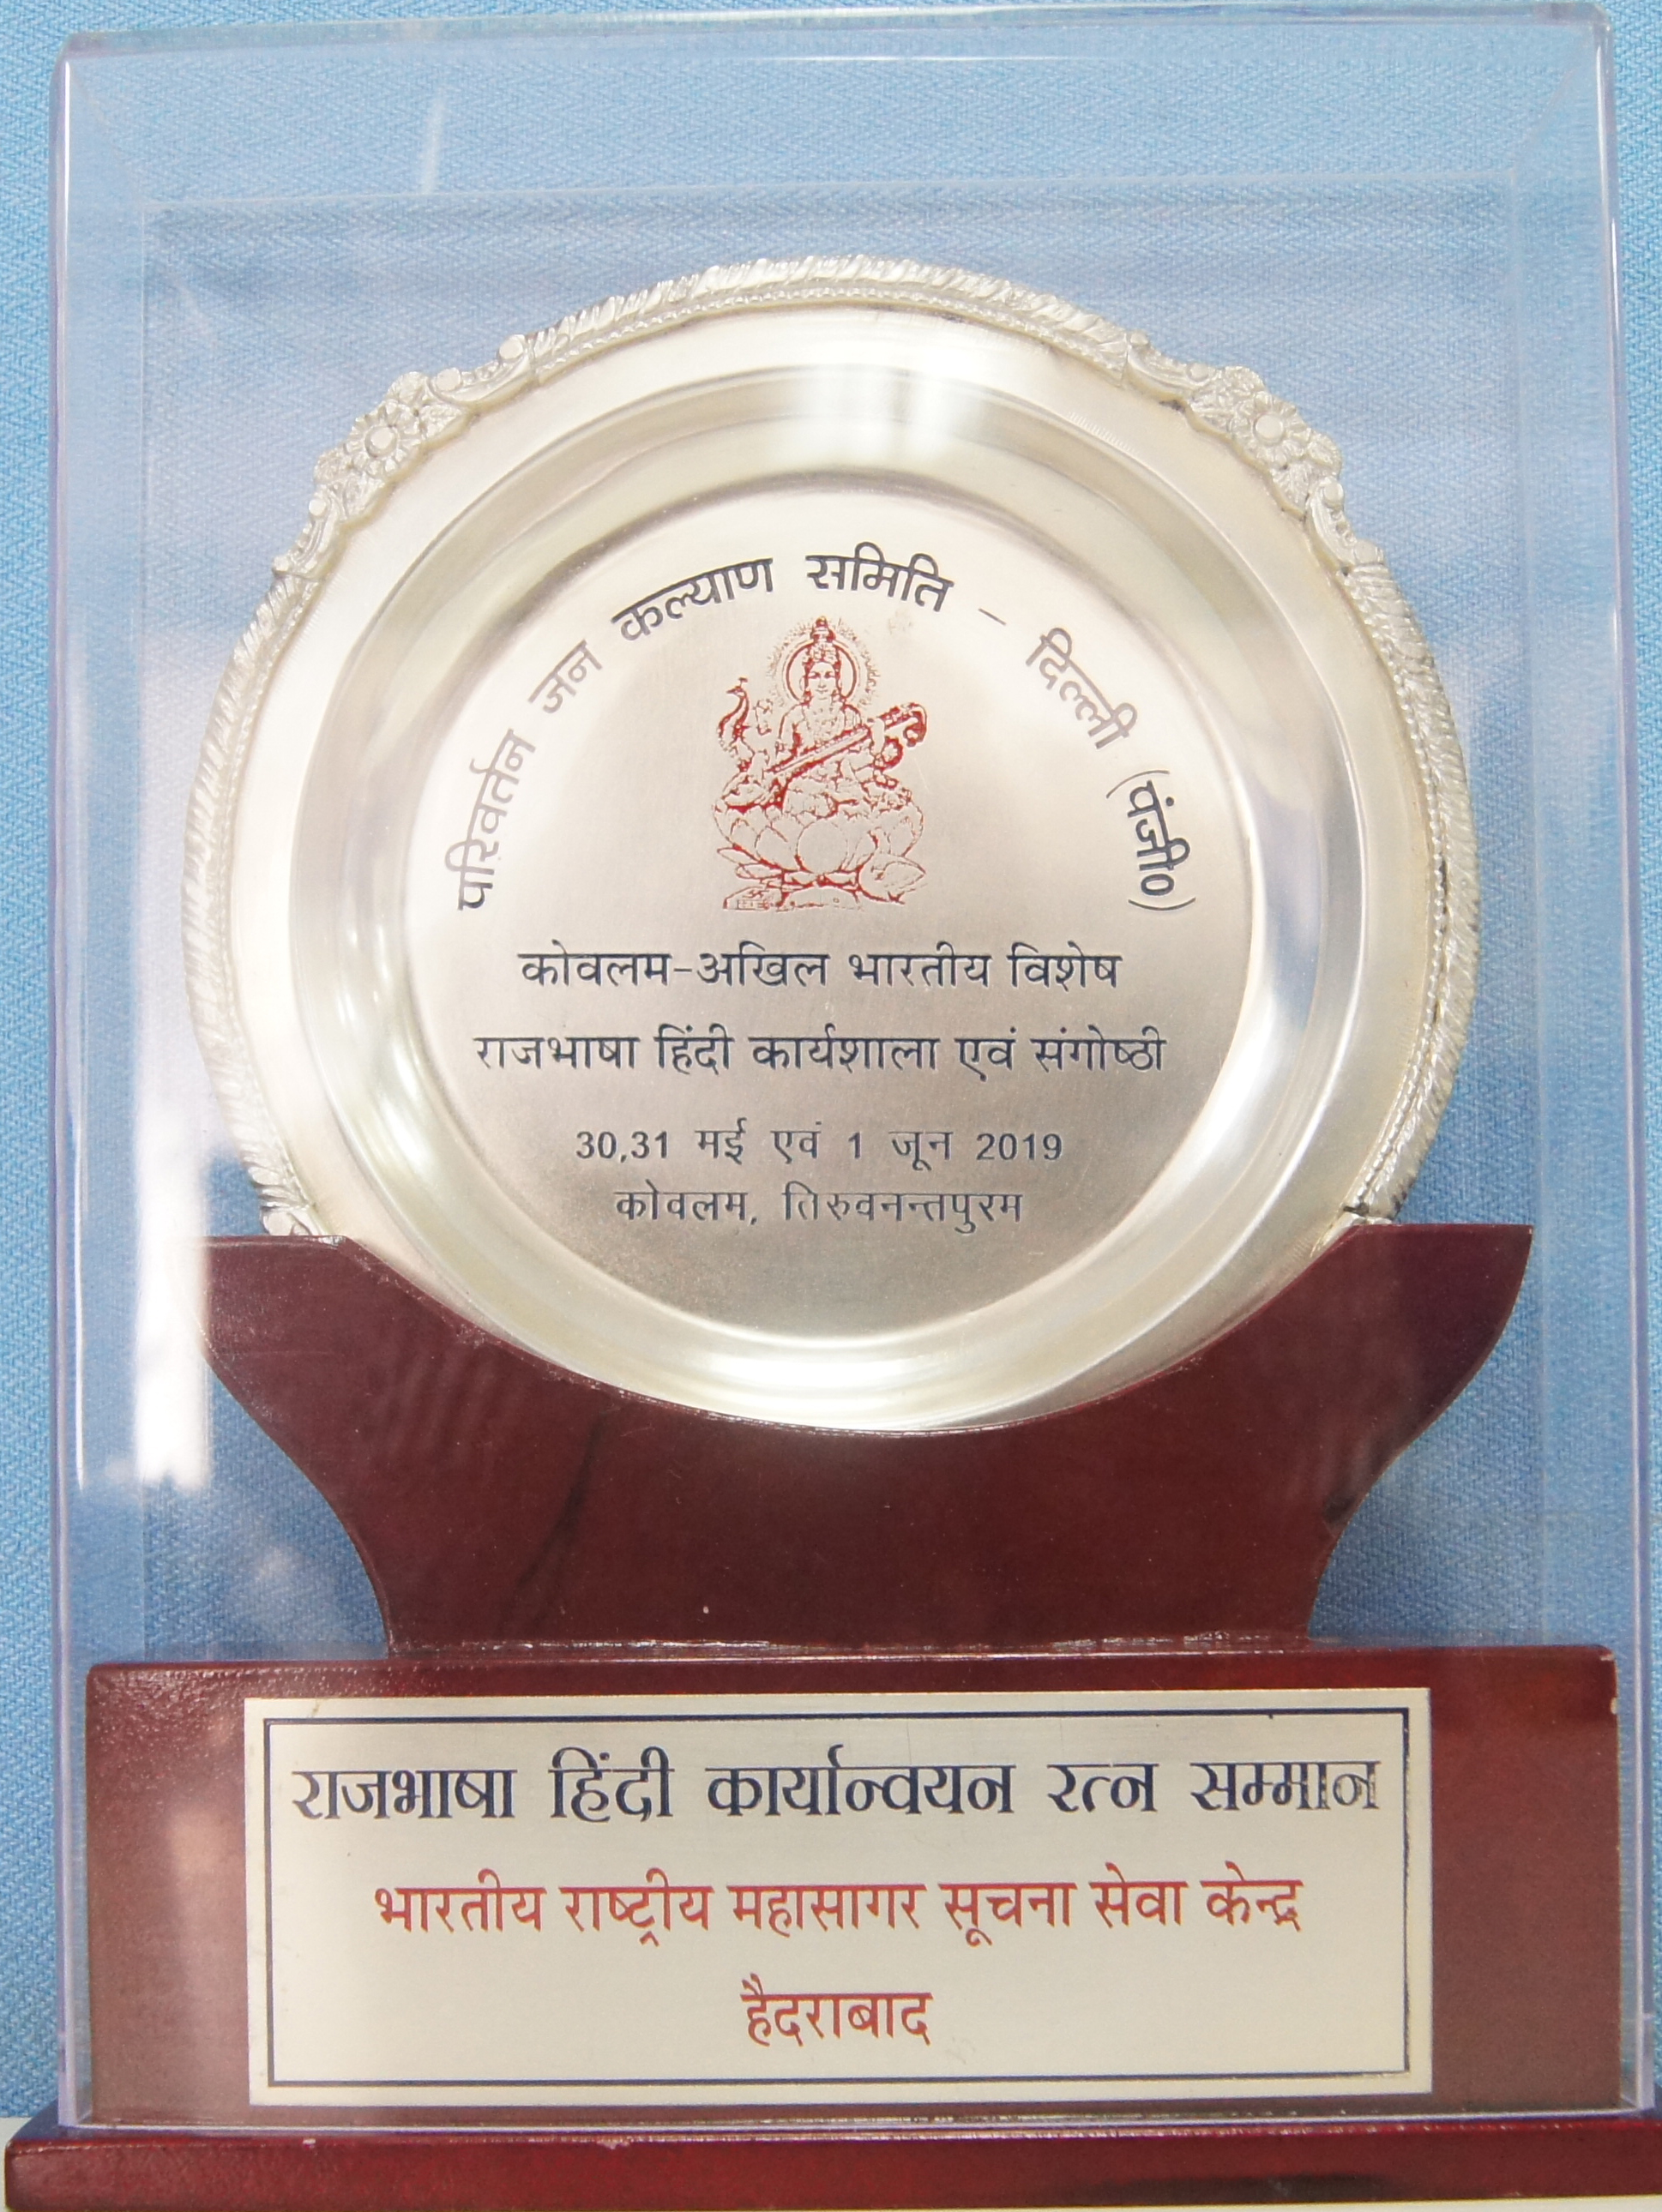 परिवर्तन जन कल्याण समिति – दिल्ली (पंजी0)
कोवलम-अखिल भारतीय विशेष
राजभाषा हिंदी कार्यशाला एवं संगोष्ठी
30,31 मई एवं 1 जून 2019
कोवलम, तिरुवनन्तपुरम
राजभाषा हिंदी कार्यान्वयन रत्न सम्मान
भारतीय राष्ट्रीय महासागर सूचना सेवा केन्द्र
हैदराबाद